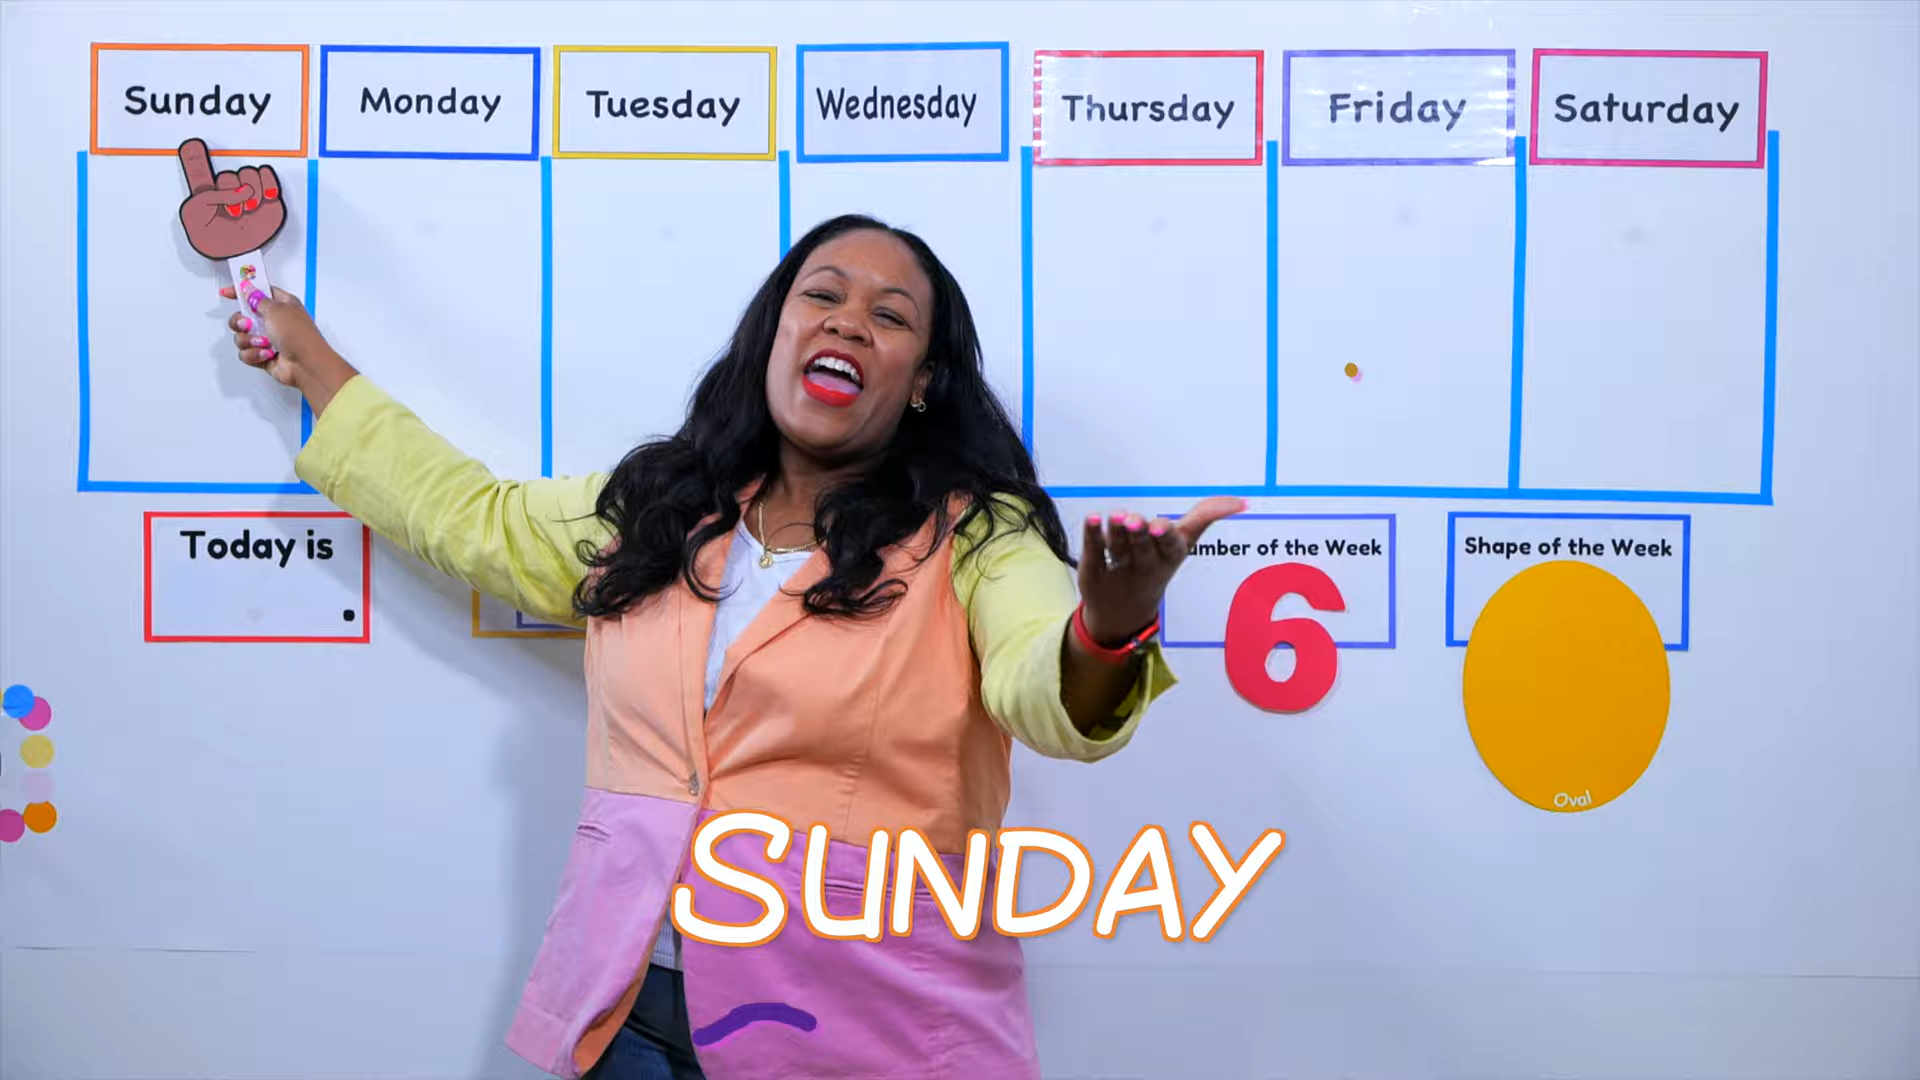 Sunday
Monday
Tuesday
Wednesday
Thursday
Friday
Saturday
Today is
.
of the Week
6
Shape of the Week
Oval
SUNDAY